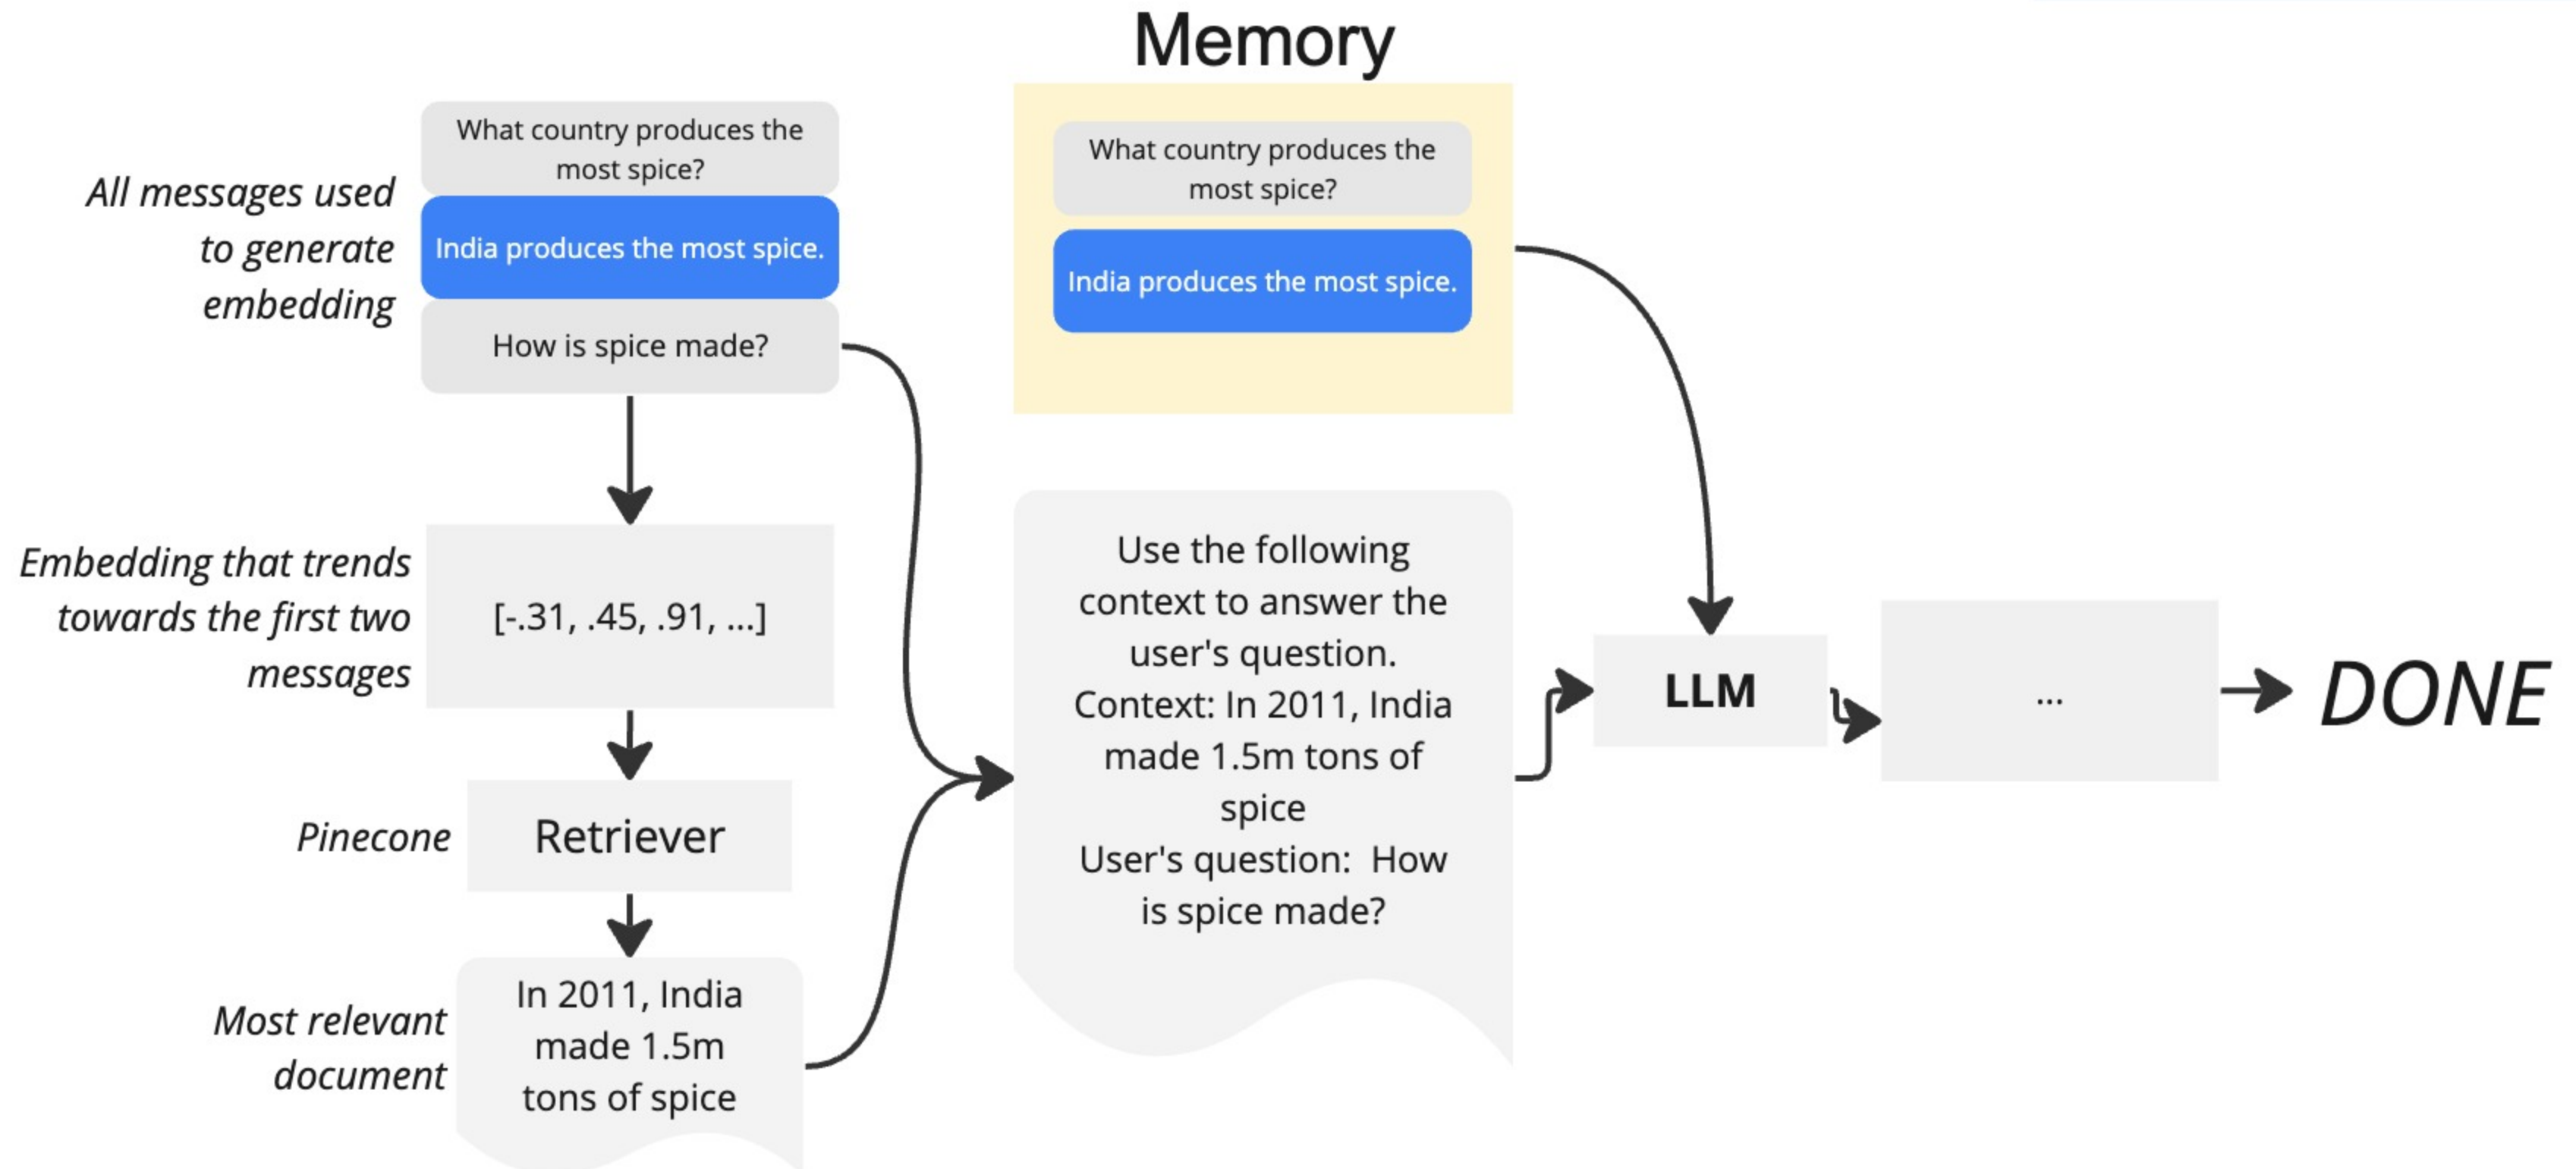 Memory
What country produces the
most spice?
India produces the most spice.
How is spice made?
All messages used
to generate
embedding
What country produces the
most spice?
India produces the most spice.
Embedding that trends
towards the first two
messages
[-.31, .45, .91, ...]
Pinecone
Retriever
Most relevant
document
In 2011, India
made 1.5m
tons of spice
Use the following
context to answer the
user's question.
Context: In 2011, India
made 1.5m tons of
spice
User's question:  How
is spice made?
LLM
...
DONE